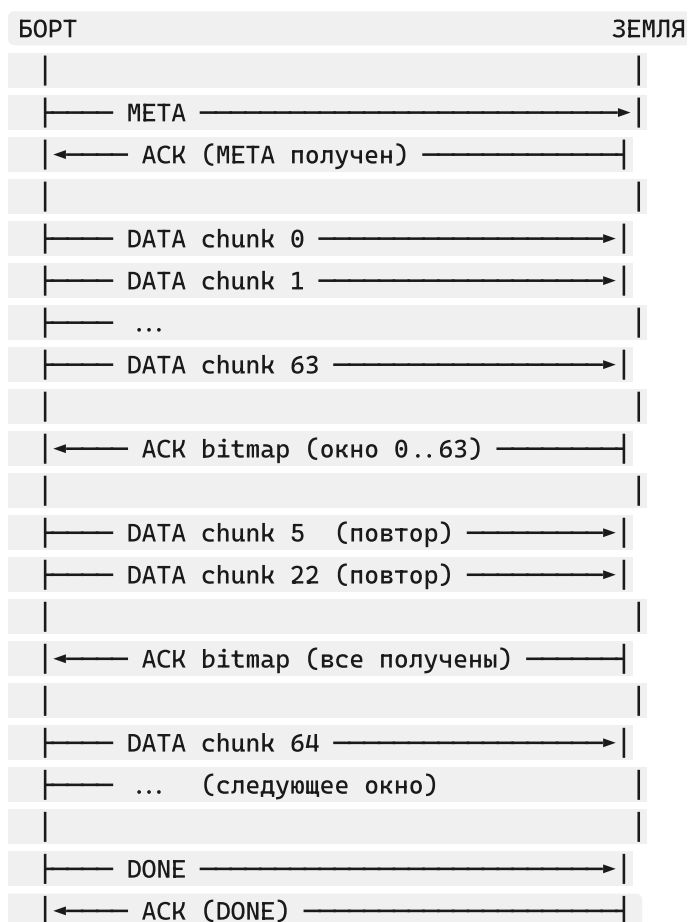 БОРТ ЗЕМЛЯ
META
ACK (META получен)
DATA chunk 0
DATA chunk 1
...
DATA chunk 63
ACK bitmap (окно 0..63)
DATA chunk 5 (повтор)
DATA chunk 22 (повтор)
ACK bitmap (все получены)
DATA chunk 64
... (следующее окно)
DONE
ACK (DONE)